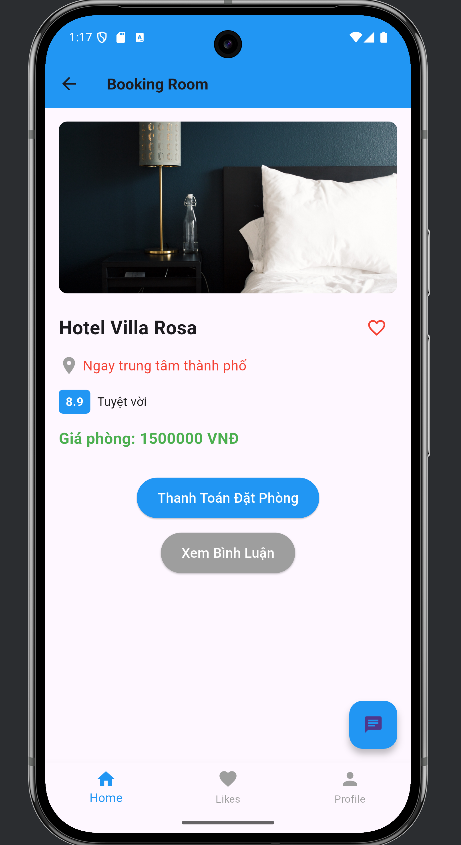 1:17
Booking Room
Hotel Villa Rosa
Ngay trung tâm thành phố
8.9 Tuyệt vời
Giá phòng: 1500000 VNĐ
Thanh Toán Đặt Phòng
Xem Bình Luận
Home Likes Profile